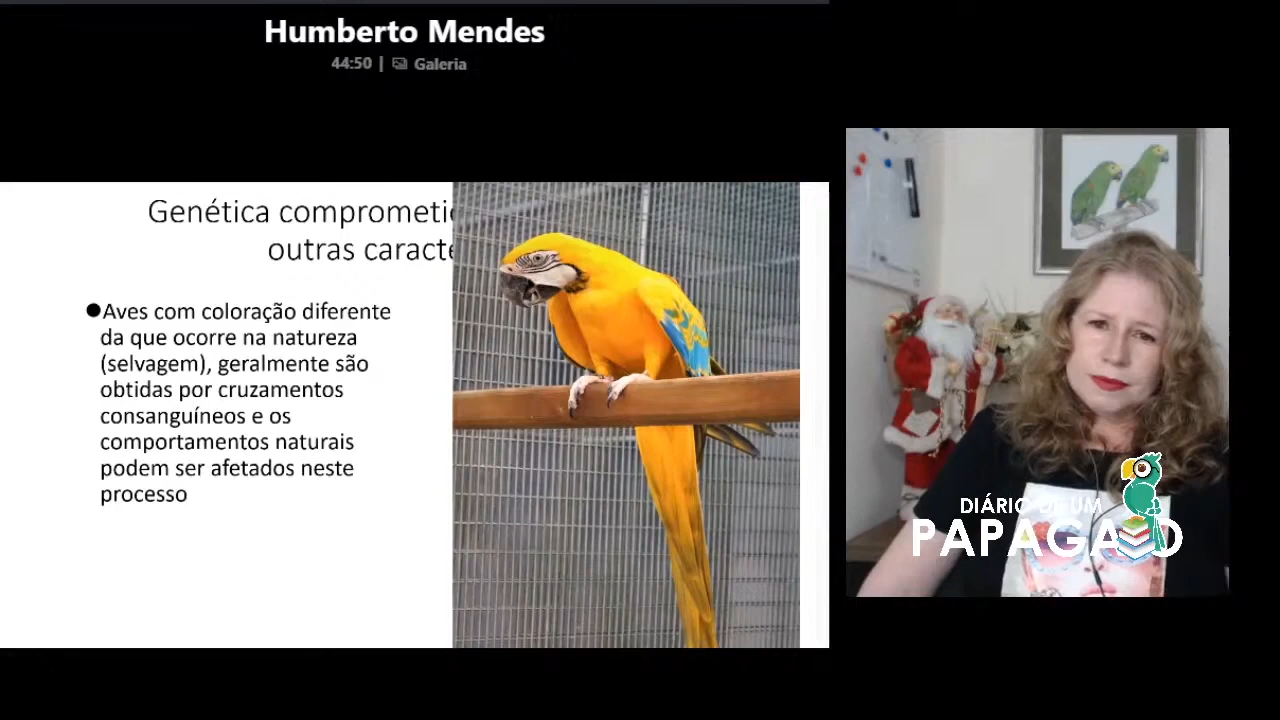 Humberto Mendes
44:50 | Galeria
Genética comprometi
outras caracte
●Aves com coloração diferente
da que ocorre na natureza
(selvagem), geralmente são
obtidas por cruzamentos
consanguíneos e os
comportamentos naturais
podem ser afetados neste
processo
DIÁRIO DE UM
PAPAGAIO